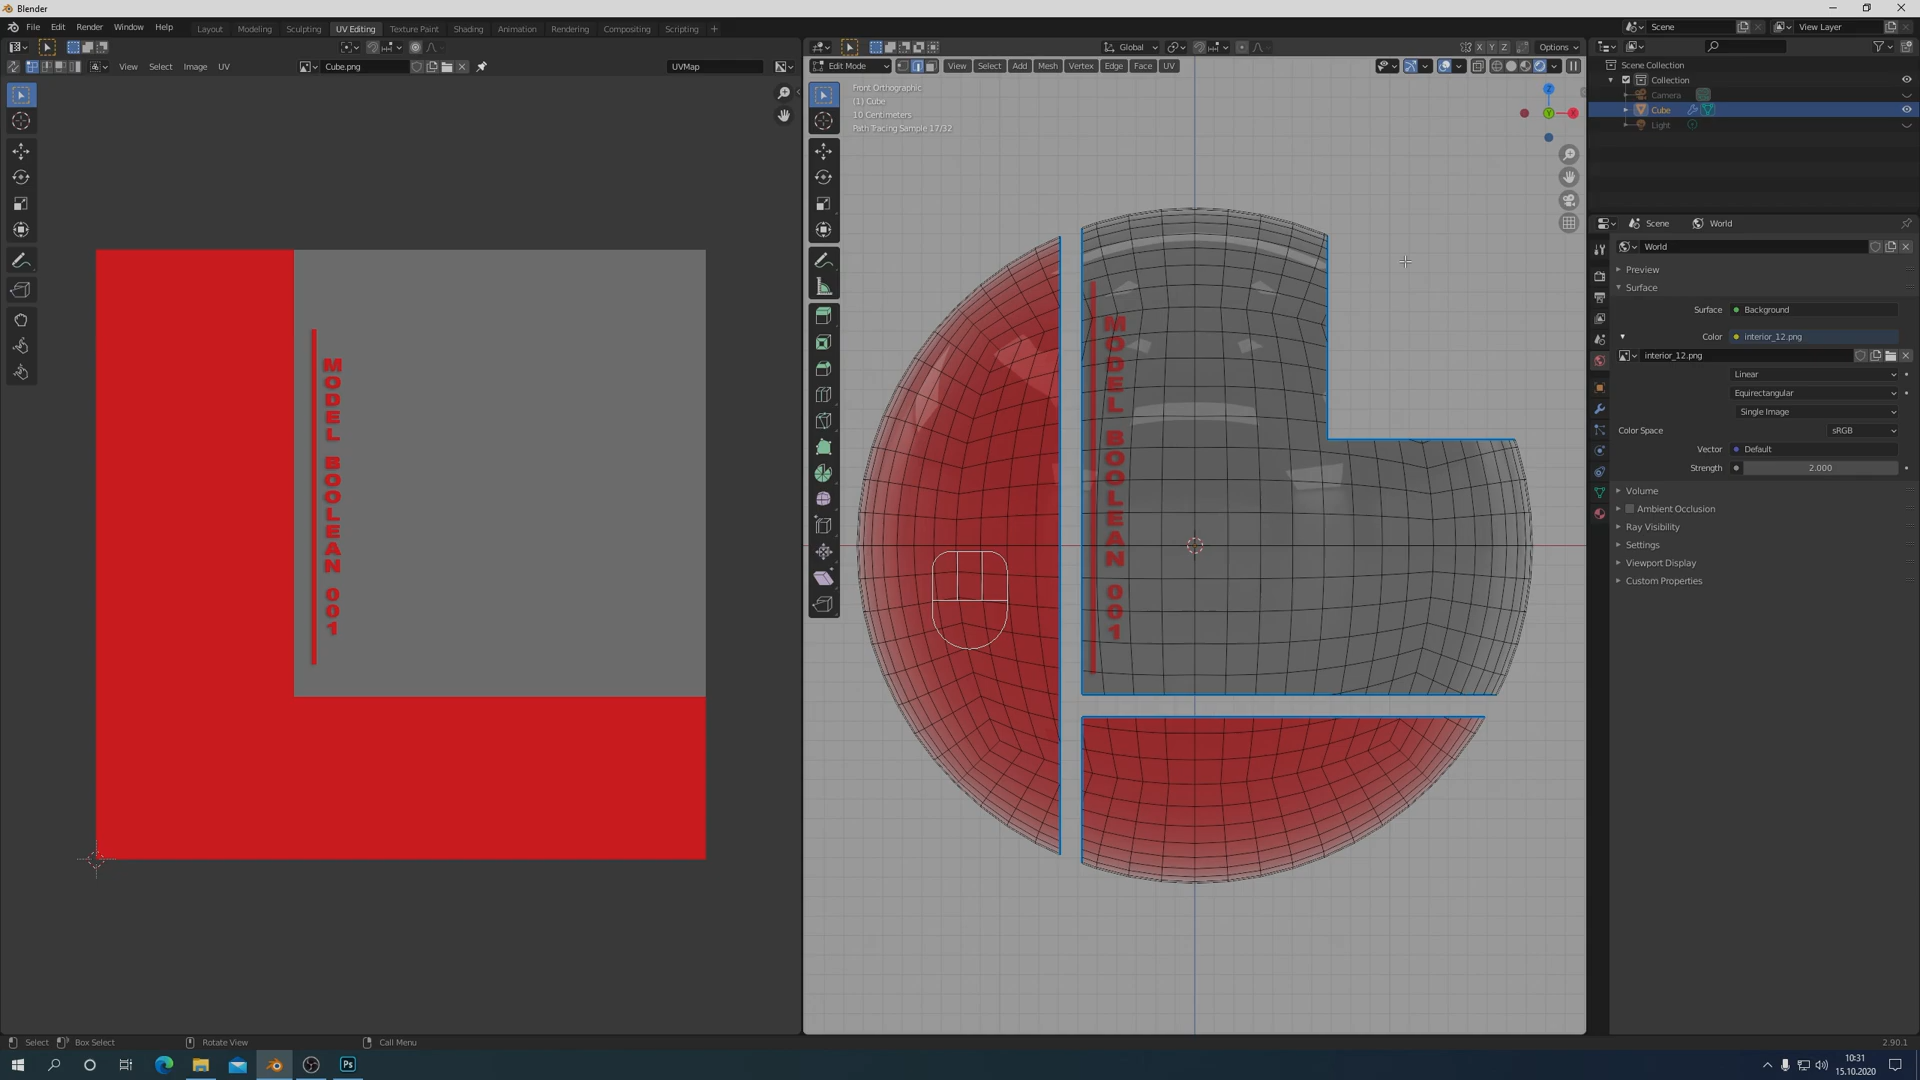 Blender
File Edit Render Window Help
Layout Modeling Sculpting UV Editing Texture Paint Shading Animation Rendering Compositing Scripting +
Scene View Layer
Global X Y Z Options
View Select Image UV Cube.png UVMap
Edit Mode View Select Add Mesh Vertex Edge Face UV
Front Orthographic
(1) Cube
10 Centimeters
Path Tracing Sample 17/32
Z
Y
X
MODEL BOOLEAN 001
MODEL BOOLEAN 001
Scene Collection
Collection
Camera
Cube
Light
Scene World
World
Preview
Surface
Surface Background
Color interior_12.png
interior_12.png
Linear
Equirectangular
Single Image
Color Space sRGB
Vector Default
Strength 2.000
Volume
Ambient Occlusion
Ray Visibility
Settings
Viewport Display
Custom Properties
Select Box Select Rotate View Call Menu 2.90.1
Ps
10:31
15.10.2020